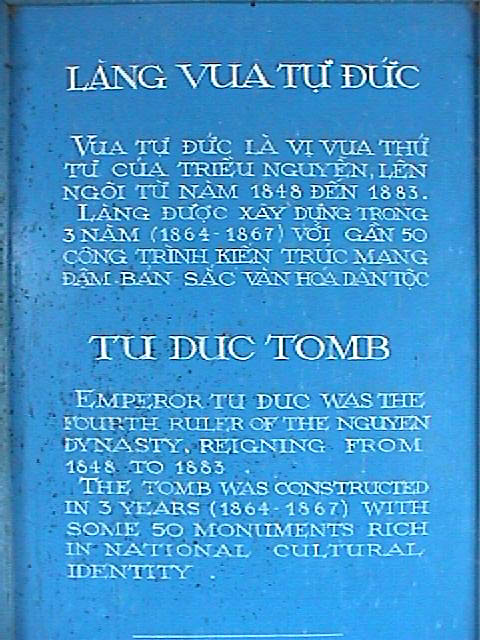 LĂNG VUA TỰ ĐỨC
VUA TỰ ĐỨC LÀ VỊ VUA THỨ
TƯ CỦA TRIỀU NGUYỄN, LÊN
NGÔI TỪ NĂM 1848 ĐẾN 1883.
LĂNG ĐƯỢC XÂY DỰNG TRONG
3 NĂM (1864-1867) VỚI GẦN 50
CÔNG TRÌNH KIẾN TRÚC MANG
ĐẬM BẢN SẮC VĂN HOÁ DÂN TỘC
TU DUC TOMB
EMPEROR TU DUC WAS THE
FOURTH RULER OF THE NGUYEN
DYNASTY, REIGNING FROM
1848 TO 1883 .
THE TOMB WAS CONSTRUCTED
IN 3 YEARS (1864-1867) WITH
SOME 50 MONUMENTS RICH
IN NATIONAL CULTURAL
IDENTITY .